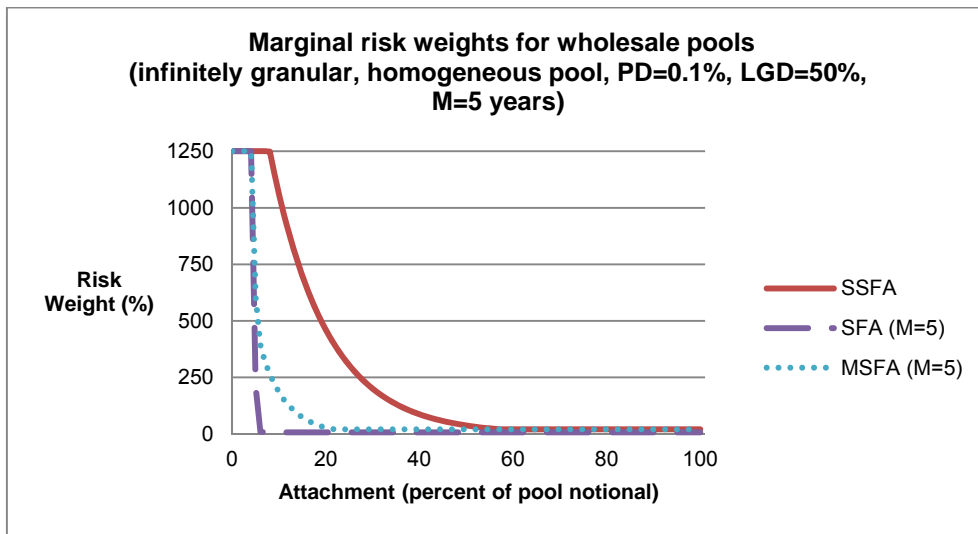 Marginal risk weights for wholesale pools
(infinitely granular, homogeneous pool, PD=0.1%, LGD=50%,
M=5 years)
1250
1000
750
500
250
0
Risk
Weight (%)
0 20 40 60 80 100
Attachment (percent of pool notional)
SSFA
SFA (M=5)
MSFA (M=5)